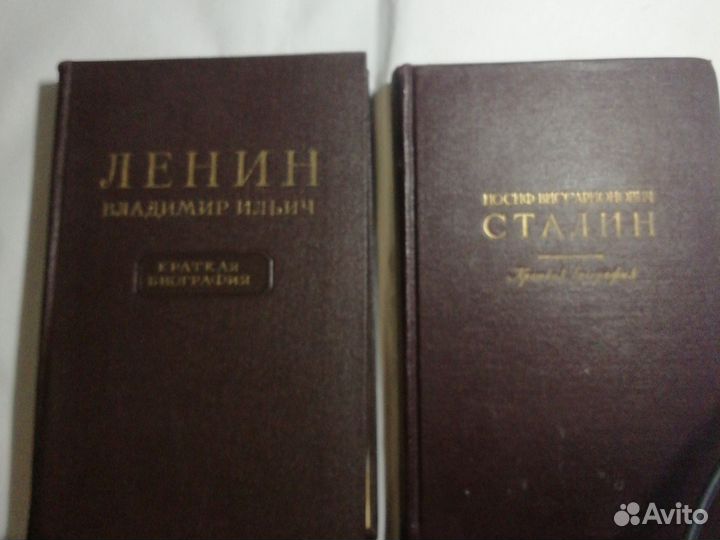 ЛЕНИН
ВЛАДИМИР ИЛЬИЧ
КРАТКАЯ
БИОГРАФИЯ
ИОСИФ ВИССАРИОНОВИЧ
СТАЛИН
Краткая биография
Avito